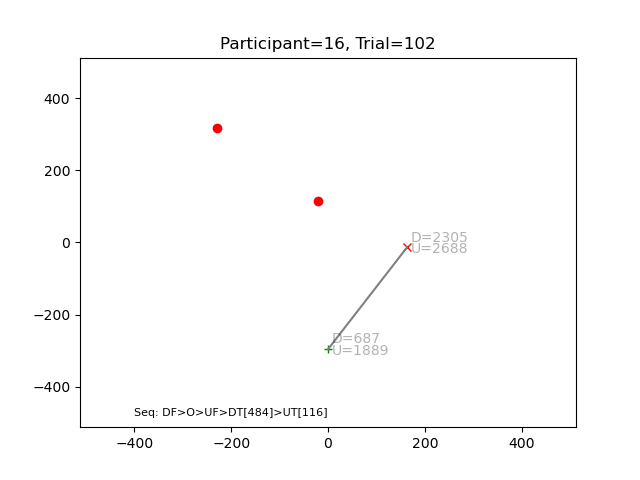 Participant=16, Trial=102
400
200
0
−200
−400
D=2305
U=2688
D=687
U=1889
Seq: DF>O>UF>DT[484]>UT[116]
−400
−200
0
200
400